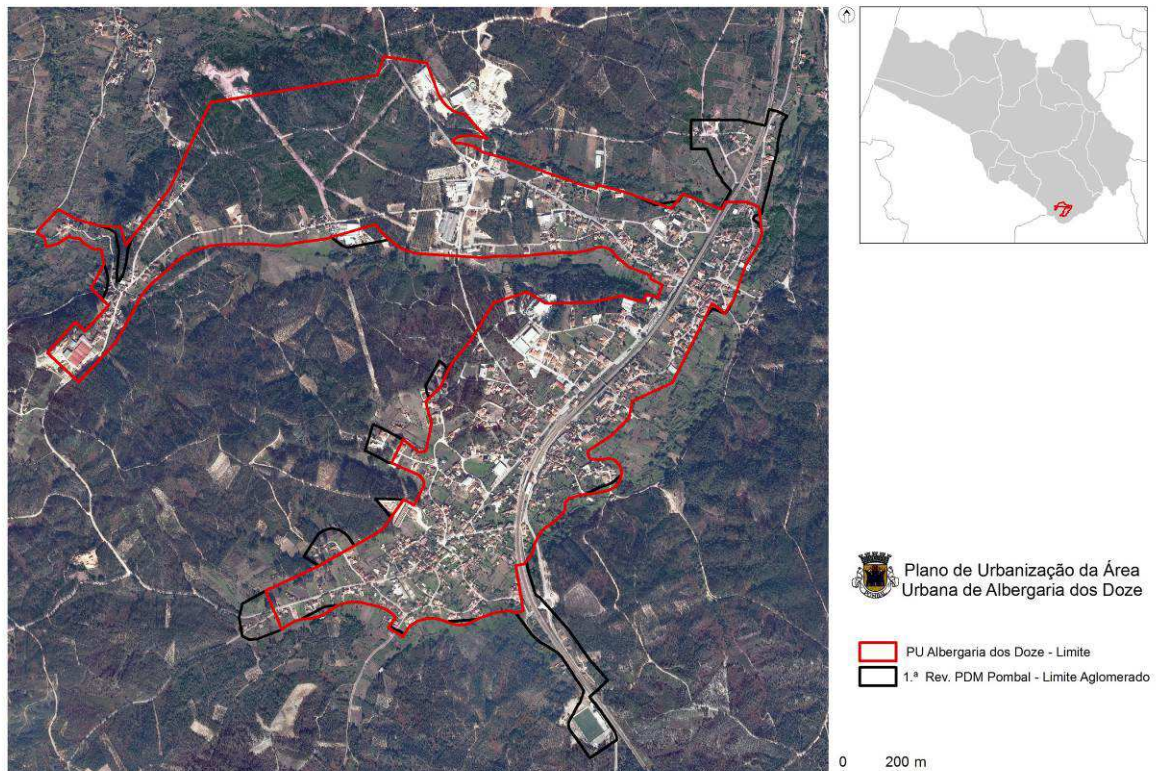 Plano de Urbanização da Área
Urbana de Albergaria dos Doze
PU Albergaria dos Doze - Limite
1.ª Rev. PDM Pombal - Limite Aglomerado
0 200 m